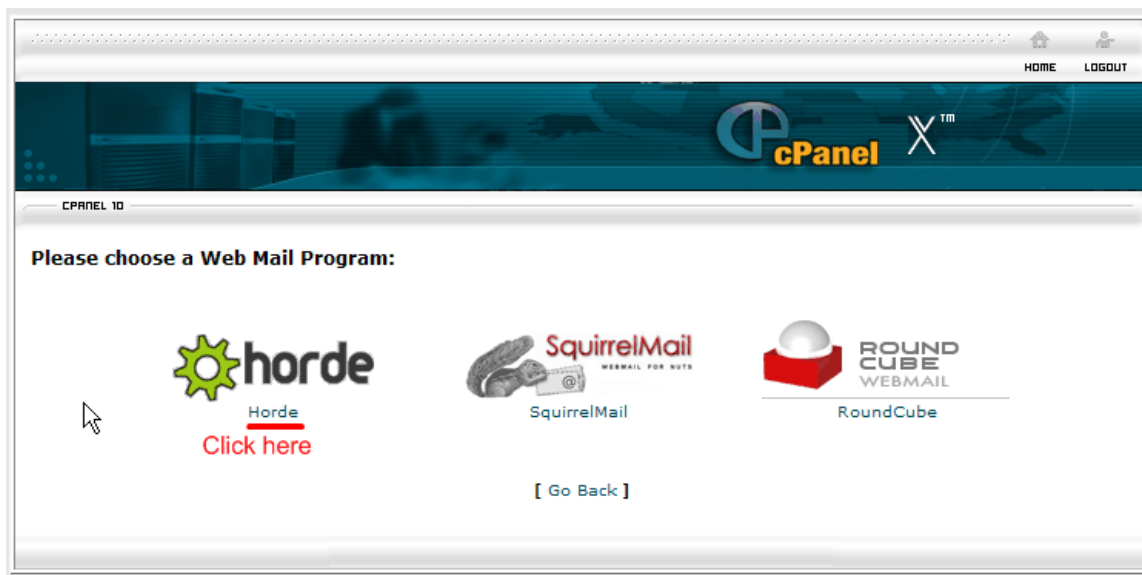 HOME LOGOUT
cPanel X™
CPANEL 10
Please choose a Web Mail Program:
horde
SquirrelMail
WEBMAIL FOR NUTS
@
ROUND
CUBE
WEBMAIL
Horde SquirrelMail RoundCube
Click here
[ Go Back ]